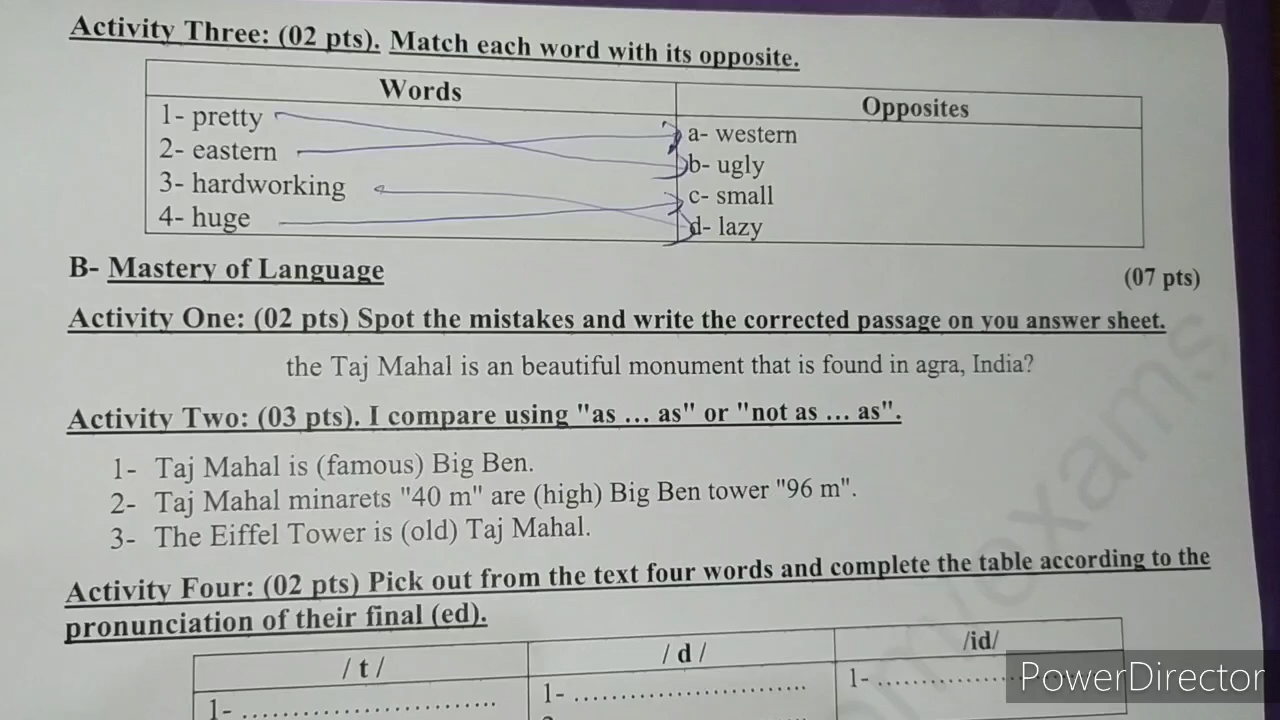 Activity Three: (02 pts). Match each word with its opposite.
Words Opposites
1- pretty a- western
2- eastern b- ugly
3- hardworking c- small
4- huge d- lazy
B- Mastery of Language (07 pts)
Activity One: (02 pts) Spot the mistakes and write the corrected passage on you answer sheet.
the Taj Mahal is an beautiful monument that is found in agra, India?
Activity Two: (03 pts). I compare using "as ... as" or "not as ... as".
1- Taj Mahal is (famous) Big Ben.
2- Taj Mahal minarets "40 m" are (high) Big Ben tower "96 m".
3- The Eiffel Tower is (old) Taj Mahal.
Activity Four: (02 pts) Pick out from the text four words and complete the table according to the
pronunciation of their final (ed).
/ t / / d / /id/
1- .............................. 1- ........................... 1- ....................
PowerDirector